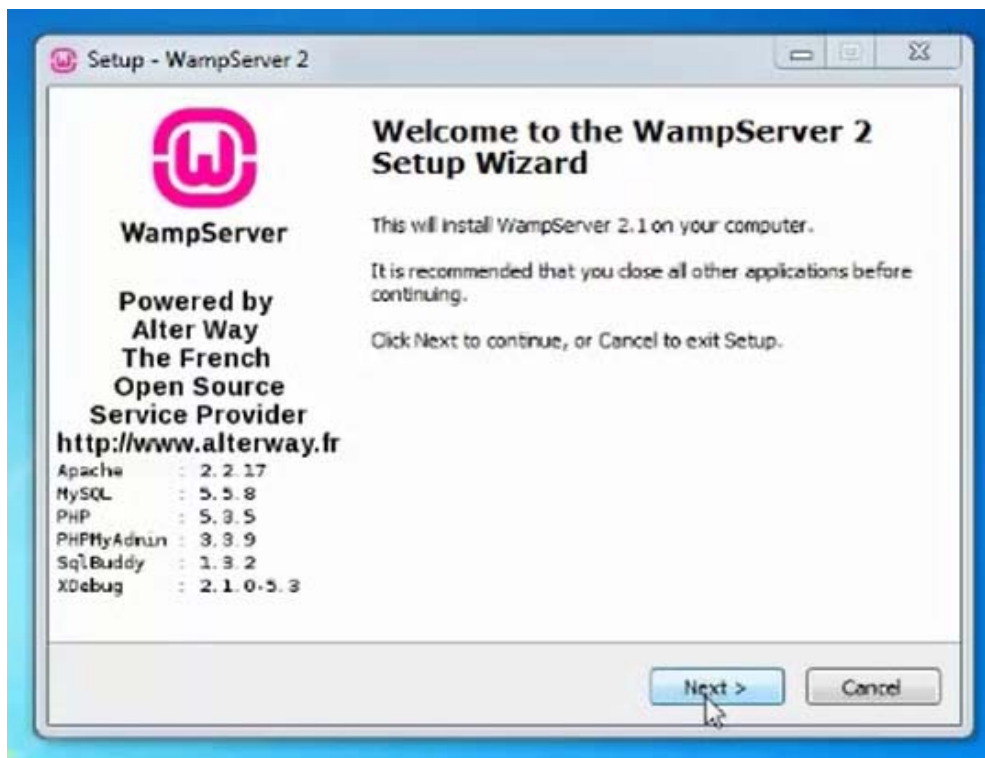 Setup - WampServer 2
WampServer
Powered by
Alter Way
The French
Open Source
Service Provider
http://www.alterway.fr
Apache : 2.2.17
MySQL : 5.5.8
PHP : 5.3.5
PHPMyAdmin : 3.3.9
SqlBuddy : 1.3.2
XDebug : 2.1.0-5.3
Welcome to the WampServer 2
Setup Wizard
This will install WampServer 2.1 on your computer.
It is recommended that you close all other applications before
continuing.
Click Next to continue, or Cancel to exit Setup.
Next >
Cancel